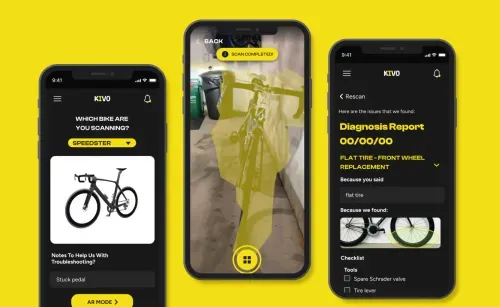 9:41
KIVO
WHICH BIKE ARE
YOU SCANNING?
SPEEDSTER
Notes To Help Us With
Troubleshooting?
Stuck pedal
AR MODE >
BACK
SCAN COMPLETED!
9:41
KIVO
< Rescan
Here are the issues that we found:
Diagnosis Report
00/00/00
FLAT TIRE - FRONT WHEEL
REPLACEMENT
Because you said
flat tire
Because we found:
Checklist
Tools
Spare Schrader valve
Tire lever